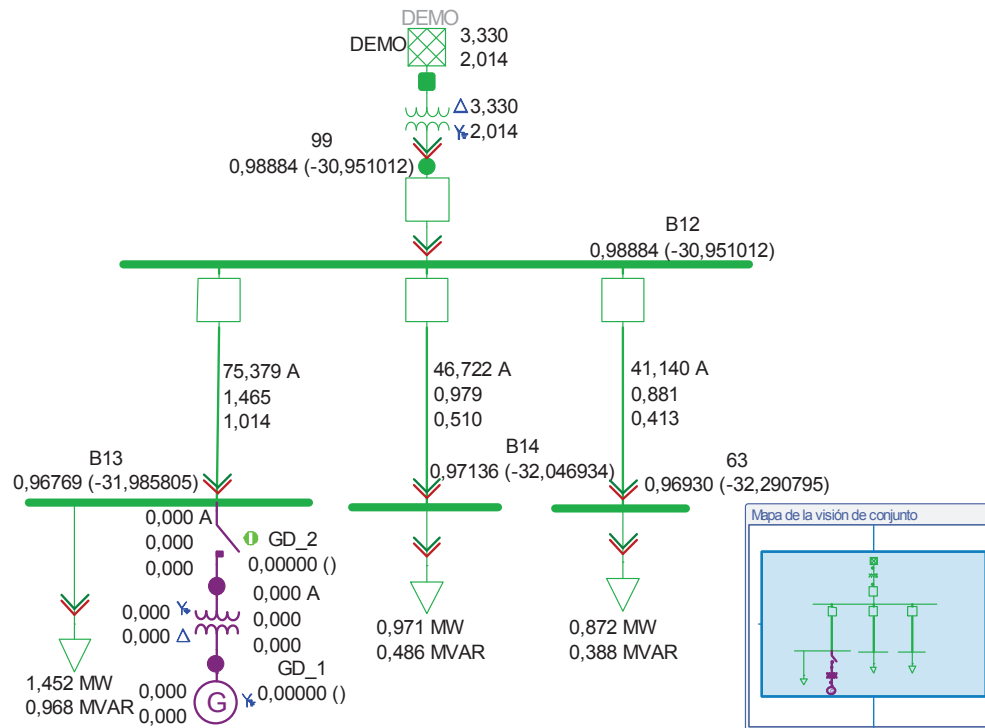 DEMO
DEMO
3,330
2,014
3,330
2,014
99
0,98884 (-30,951012)
B12
0,98884 (-30,951012)
75,379 A
1,465
1,014
46,722 A
0,979
0,510
41,140 A
0,881
0,413
B13
0,96769 (-31,985805)
B14
0,97136 (-32,046934)
63
0,96930 (-32,290795)
0,000 A
0,000
0,000
GD_2
0,00000 ()
0,000
0,000
0,000 A
0,000
0,000
GD_1
0,00000 ()
0,000
0,000
G
1,452 MW
0,968 MVAR
0,971 MW
0,486 MVAR
0,872 MW
0,388 MVAR
Mapa de la visión de conjunto